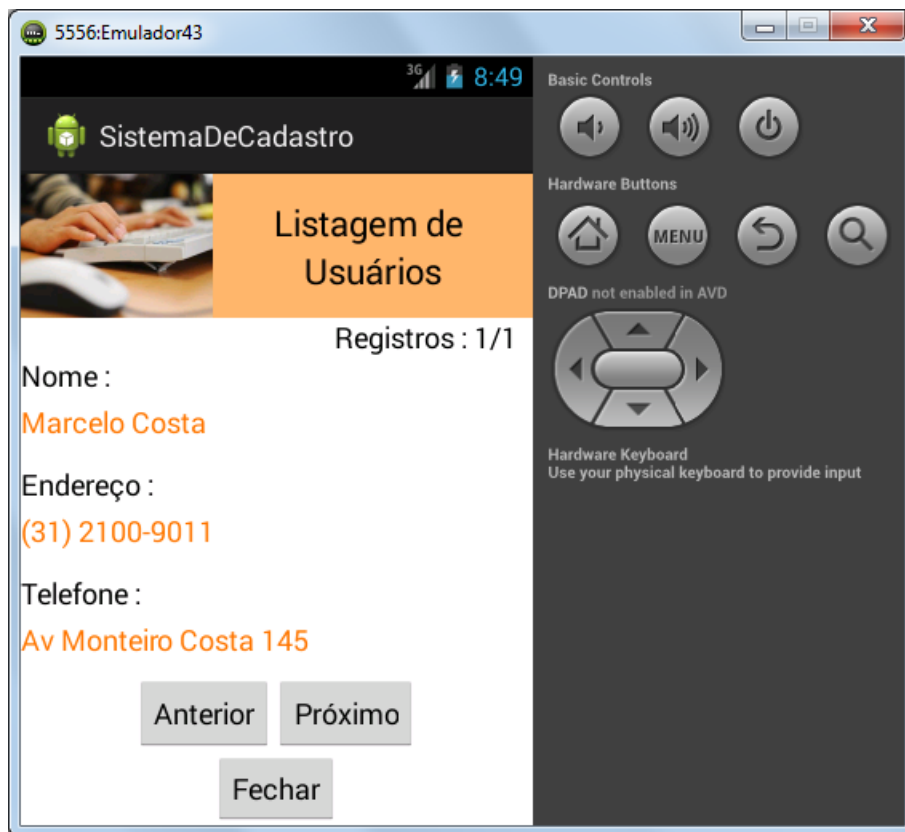 5556:Emulador43
3G 8:49
SistemaDeCadastro
Listagem de
Usuários
Registros : 1/1
Nome :
Marcelo Costa
Endereço :
(31) 2100-9011
Telefone :
Av Monteiro Costa 145
Anterior Próximo
Fechar
Basic Controls
Hardware Buttons
MENU
DPAD not enabled in AVD
Hardware Keyboard
Use your physical keyboard to provide input